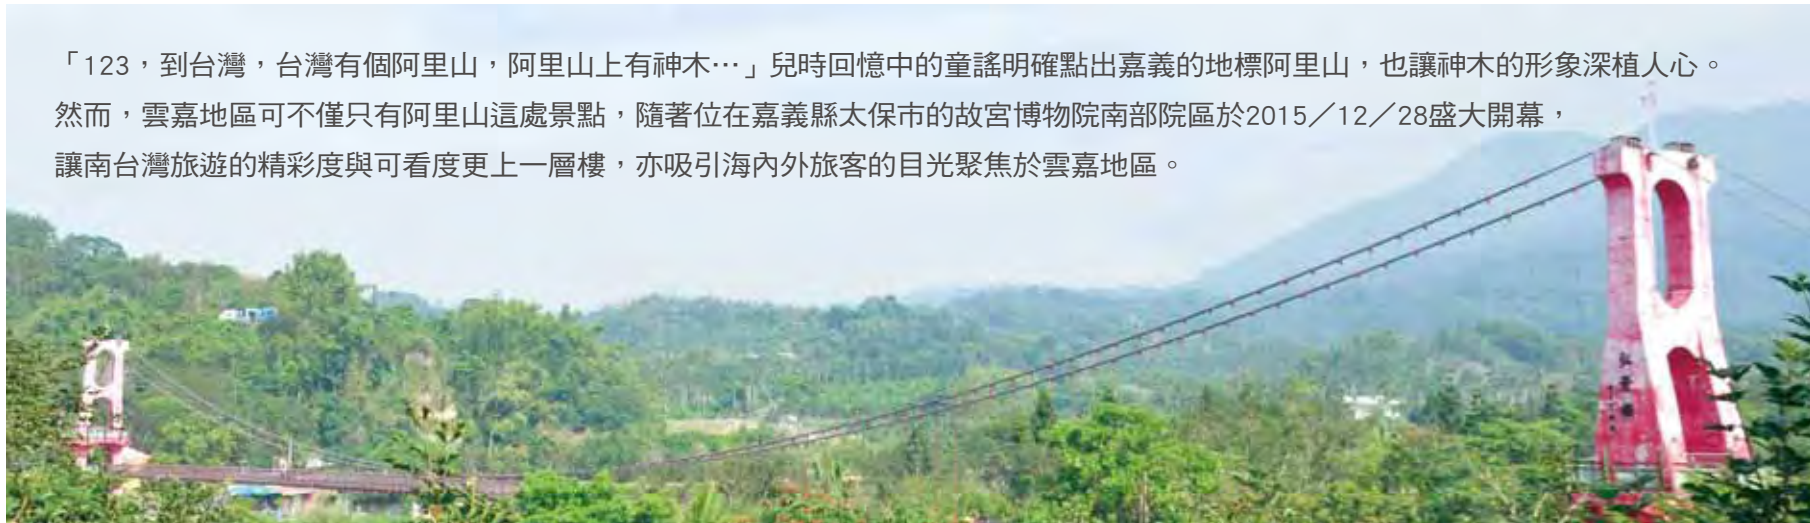 「123，到台灣，台灣有個阿里山，阿里山上有神木…」兒時回憶中的童謠明確點出嘉義的地標阿里山，也讓神木的形象深植人心。
然而，雲嘉地區可不僅只有阿里山這處景點，隨著位在嘉義縣太保市的故宮博物院南部院區於2015／12／28盛大開幕，
讓南台灣旅遊的精彩度與可看度更上一層樓，亦吸引海內外旅客的目光聚焦於雲嘉地區。